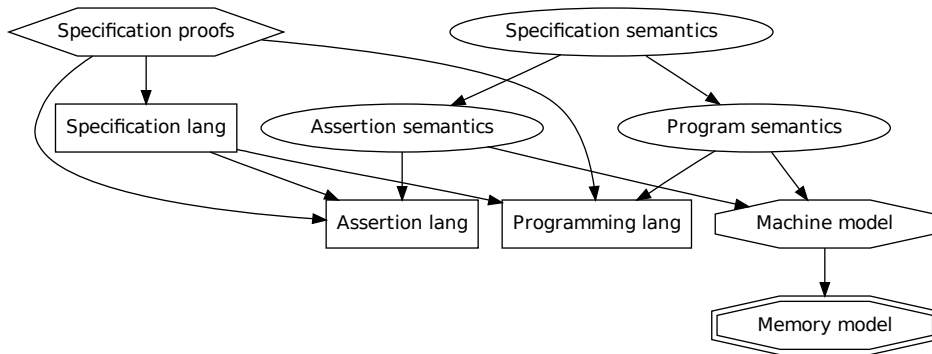 Specification proofs
Specification semantics
Specification lang
Assertion semantics
Program semantics
Assertion lang
Programming lang
Machine model
Memory model